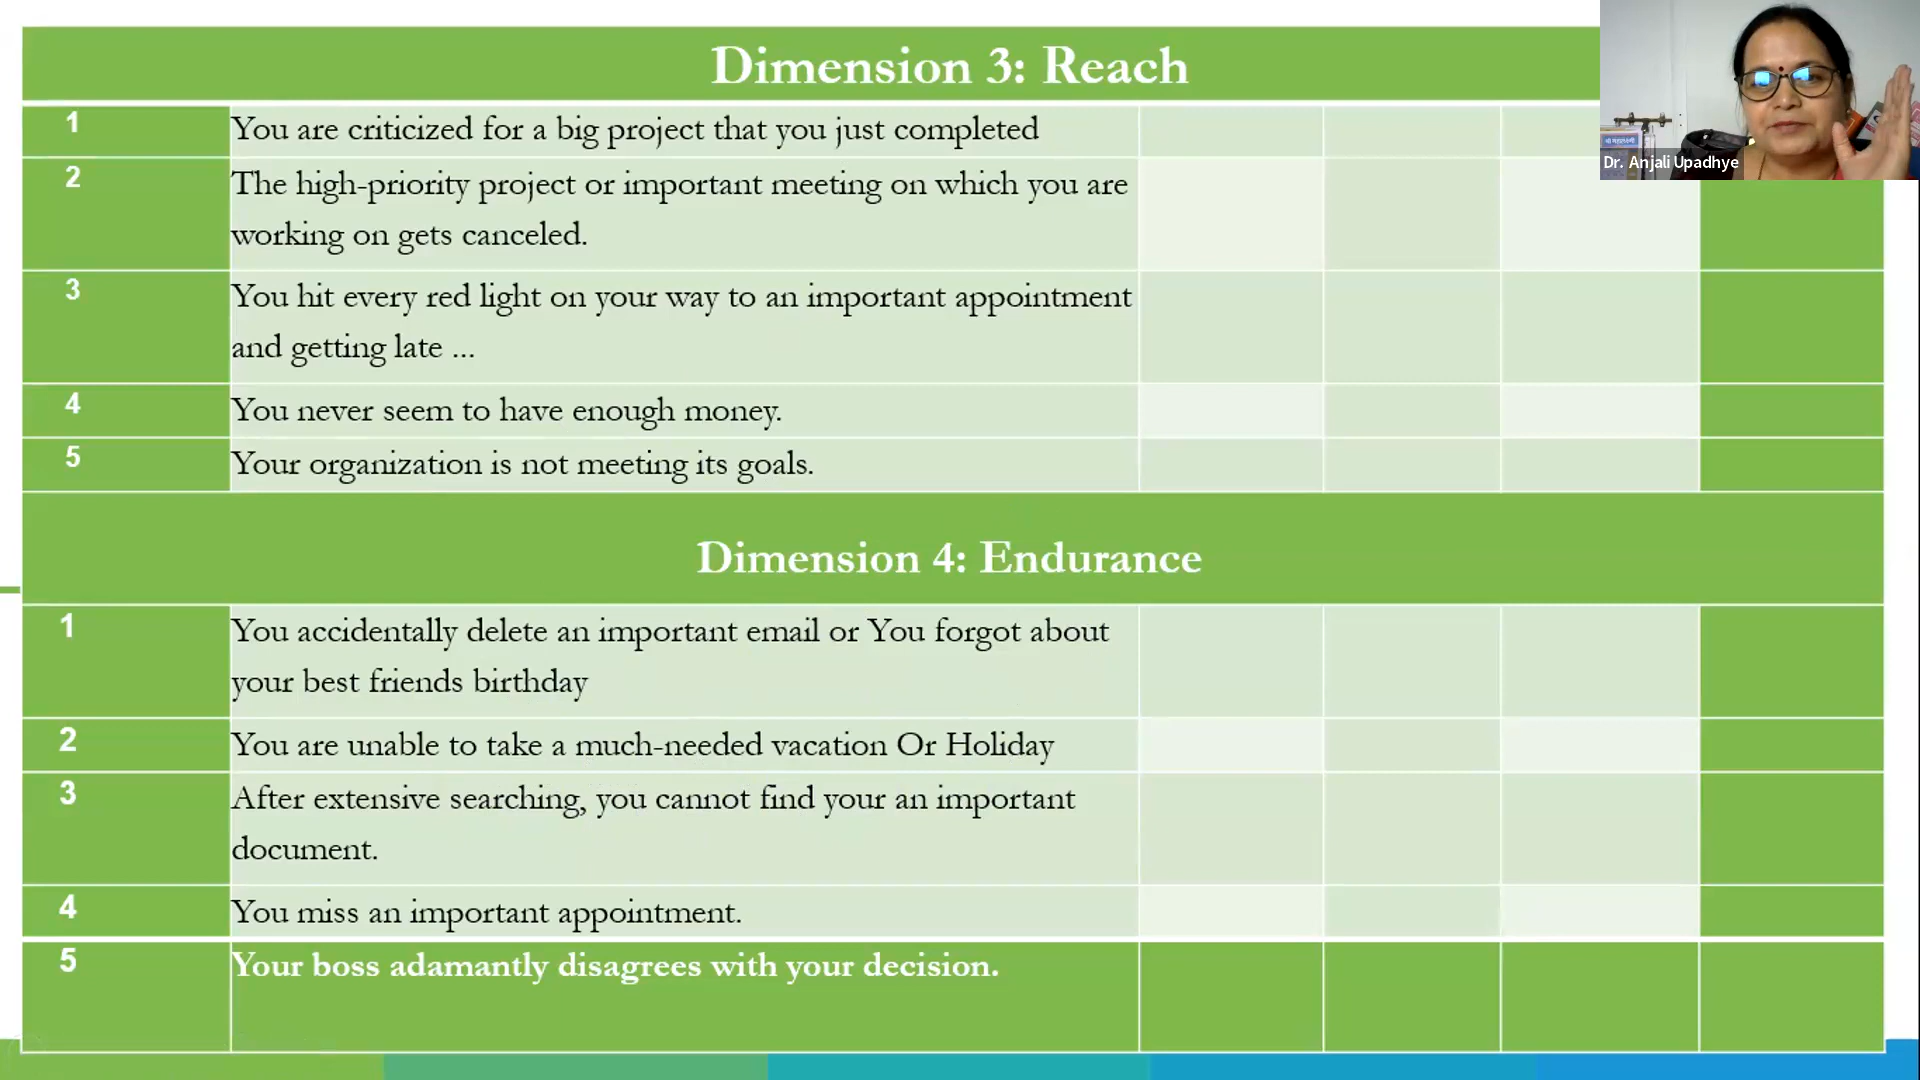 Dimension 3: Reach
1
You are criticized for a big project that you just completed
2
The high-priority project or important meeting on which you are
working on gets canceled.
3
You hit every red light on your way to an important appointment
and getting late ...
4
You never seem to have enough money.
5
Your organization is not meeting its goals.
Dimension 4: Endurance
1
You accidentally delete an important email or You forgot about
your best friends birthday
2
You are unable to take a much-needed vacation Or Holiday
3
After extensive searching, you cannot find your an important
document.
4
You miss an important appointment.
5
Your boss adamantly disagrees with your decision.
Dr. Anjali Upadhye